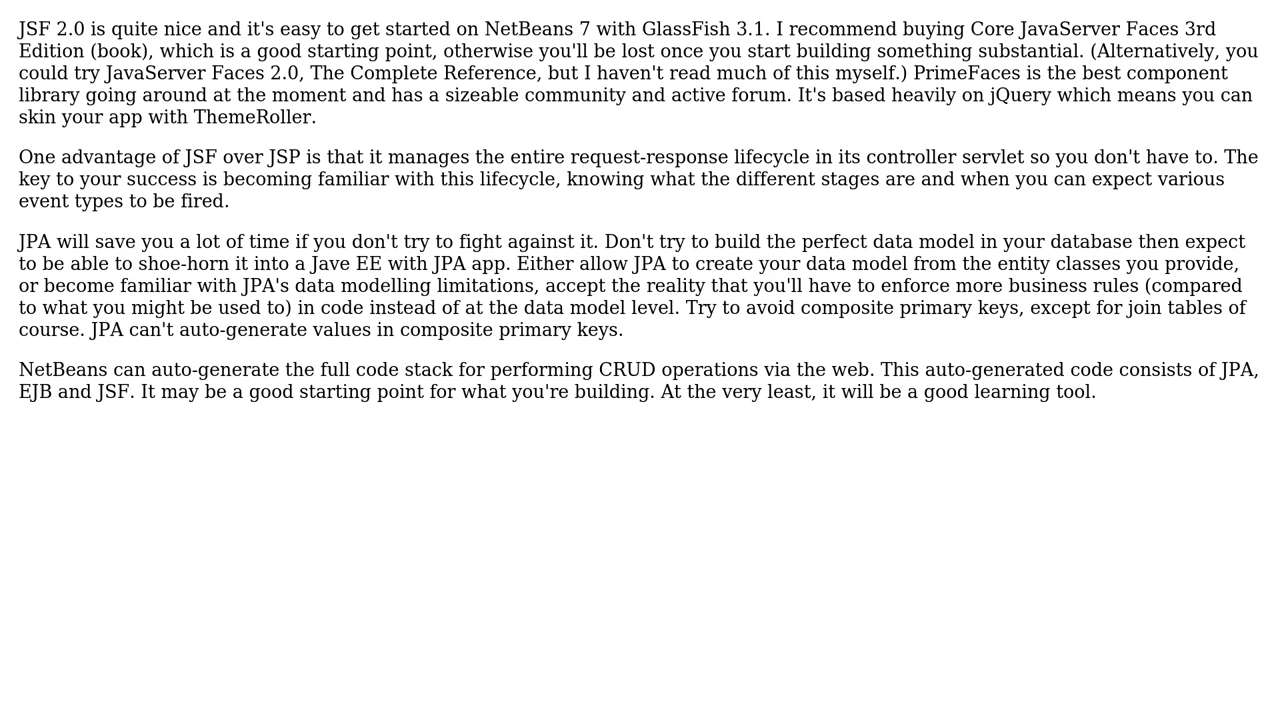 JSF 2.0 is quite nice and it's easy to get started on NetBeans 7 with GlassFish 3.1. I recommend buying Core JavaServer Faces 3rd
Edition (book), which is a good starting point, otherwise you'll be lost once you start building something substantial. (Alternatively, you
could try JavaServer Faces 2.0, The Complete Reference, but I haven't read much of this myself.) PrimeFaces is the best component
library going around at the moment and has a sizeable community and active forum. It's based heavily on jQuery which means you can
skin your app with ThemeRoller.
One advantage of JSF over JSP is that it manages the entire request-response lifecycle in its controller servlet so you don't have to. The
key to your success is becoming familiar with this lifecycle, knowing what the different stages are and when you can expect various
event types to be fired.
JPA will save you a lot of time if you don't try to fight against it. Don't try to build the perfect data model in your database then expect
to be able to shoe-horn it into a Jave EE with JPA app. Either allow JPA to create your data model from the entity classes you provide,
or become familiar with JPA's data modelling limitations, accept the reality that you'll have to enforce more business rules (compared
to what you might be used to) in code instead of at the data model level. Try to avoid composite primary keys, except for join tables of
course. JPA can't auto-generate values in composite primary keys.
NetBeans can auto-generate the full code stack for performing CRUD operations via the web. This auto-generated code consists of JPA,
EJB and JSF. It may be a good starting point for what you're building. At the very least, it will be a good learning tool.